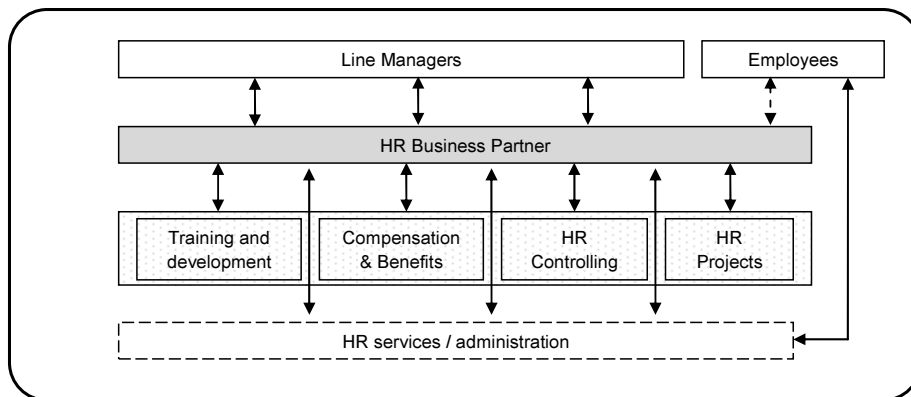 Line Managers
Employees
HR Business Partner
Training and
development
Compensation
& Benefits
HR
Controlling
HR
Projects
HR services / administration